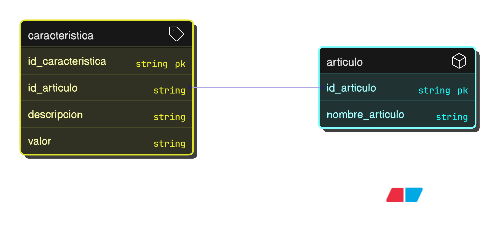 caracteristica
id_caracteristica string pk
id_articulo string
descripcion string
valor string
articulo
id_articulo string pk
nombre_articulo string